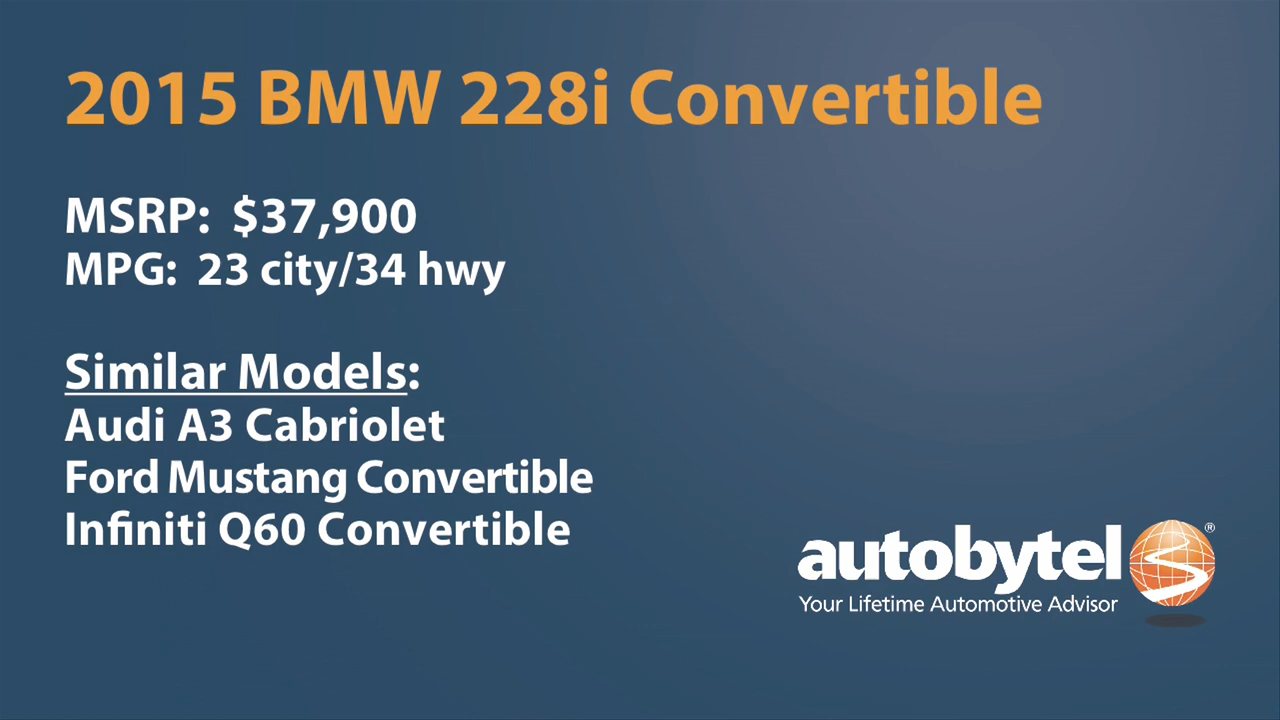 2015 BMW 228i Convertible
MSRP: $37,900
MPG: 23 city/34 hwy
Similar Models:
Audi A3 Cabriolet
Ford Mustang Convertible
Infiniti Q60 Convertible
autobytel®
Your Lifetime Automotive Advisor